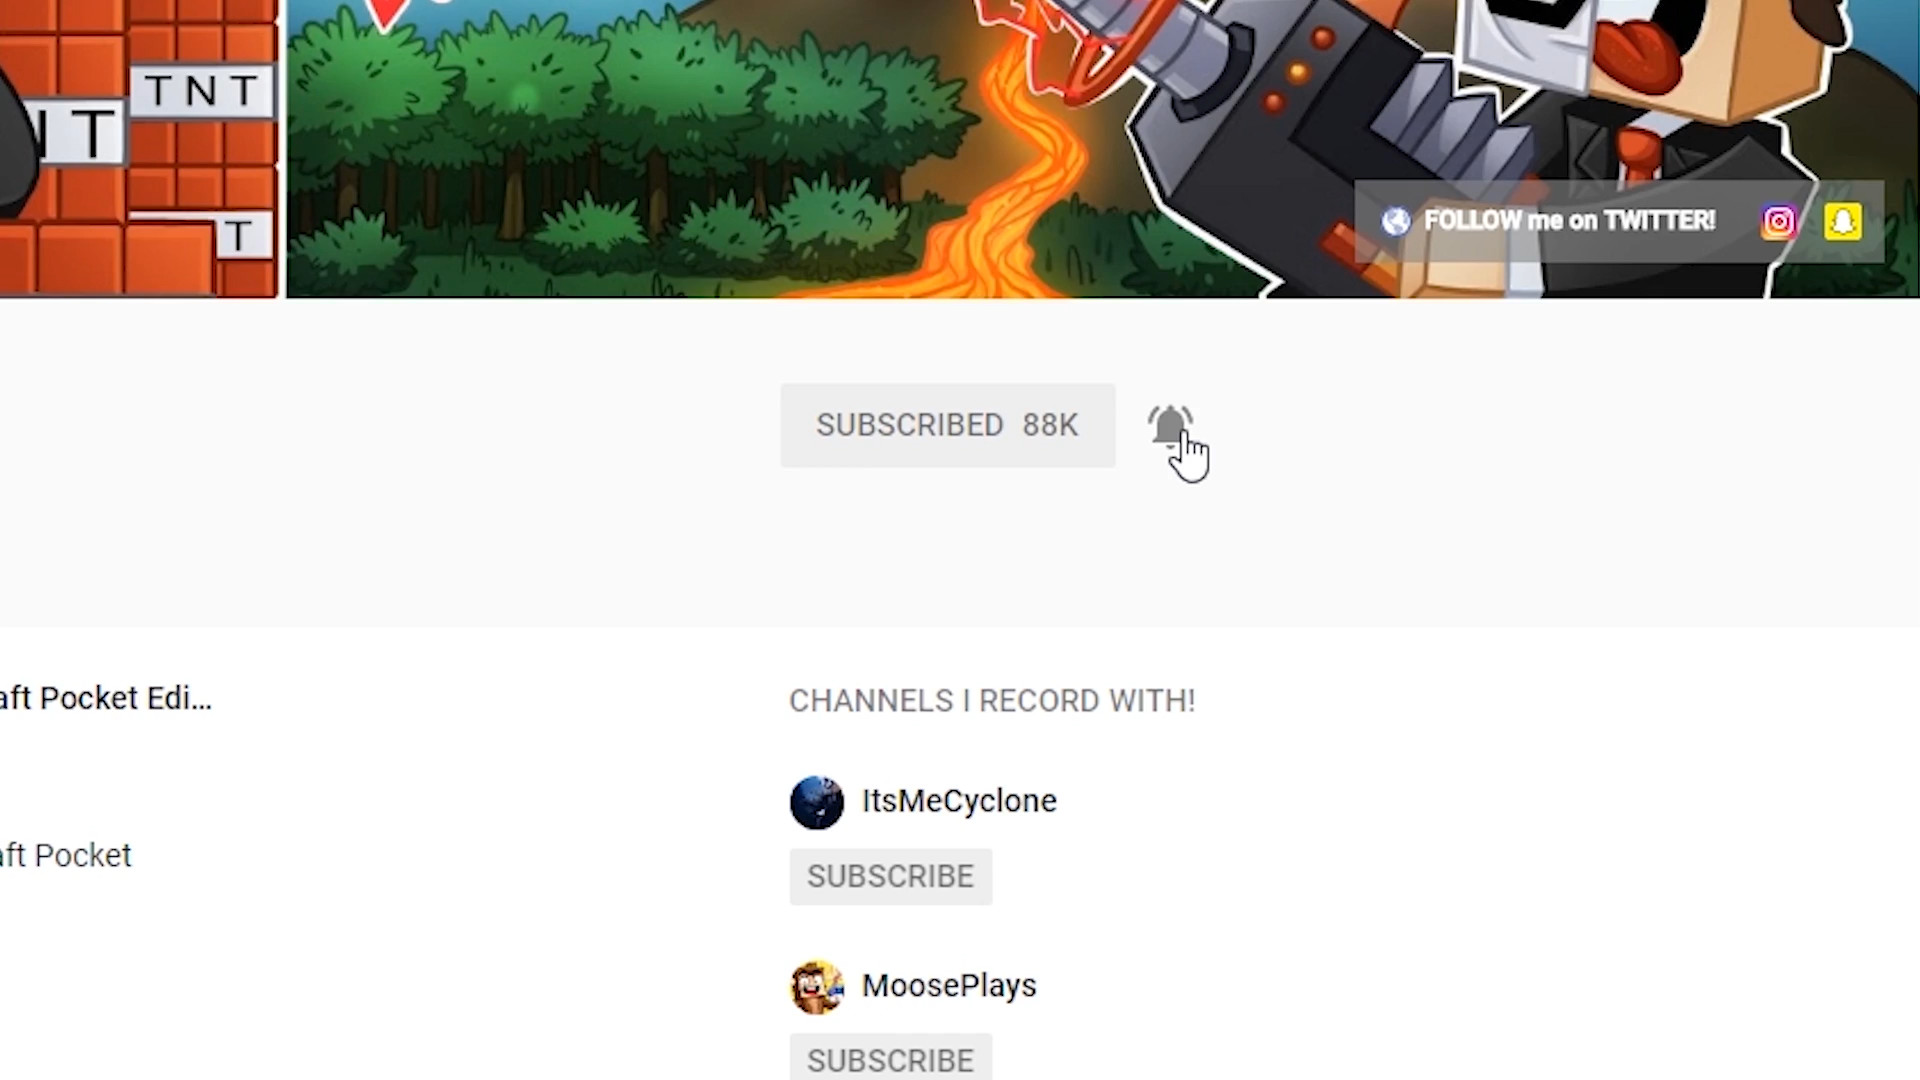 TNT
NT
T
FOLLOW me on TWITTER!
SUBSCRIBED 88K
aft Pocket Edi...
CHANNELS I RECORD WITH!
ItsMeCyclone
SUBSCRIBE
aft Pocket
MoosePlays
SUBSCRIBE